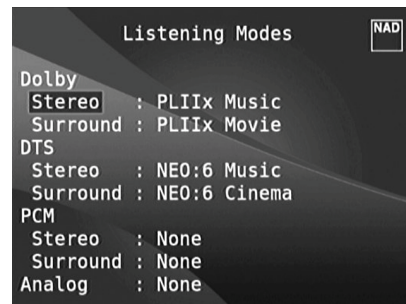 Listening Modes
NAD
Dolby
Stereo : PLIIx Music
Surround : PLIIx Movie
DTS
Stereo : NEO:6 Music
Surround : NEO:6 Cinema
PCM
Stereo : None
Surround : None
Analog : None